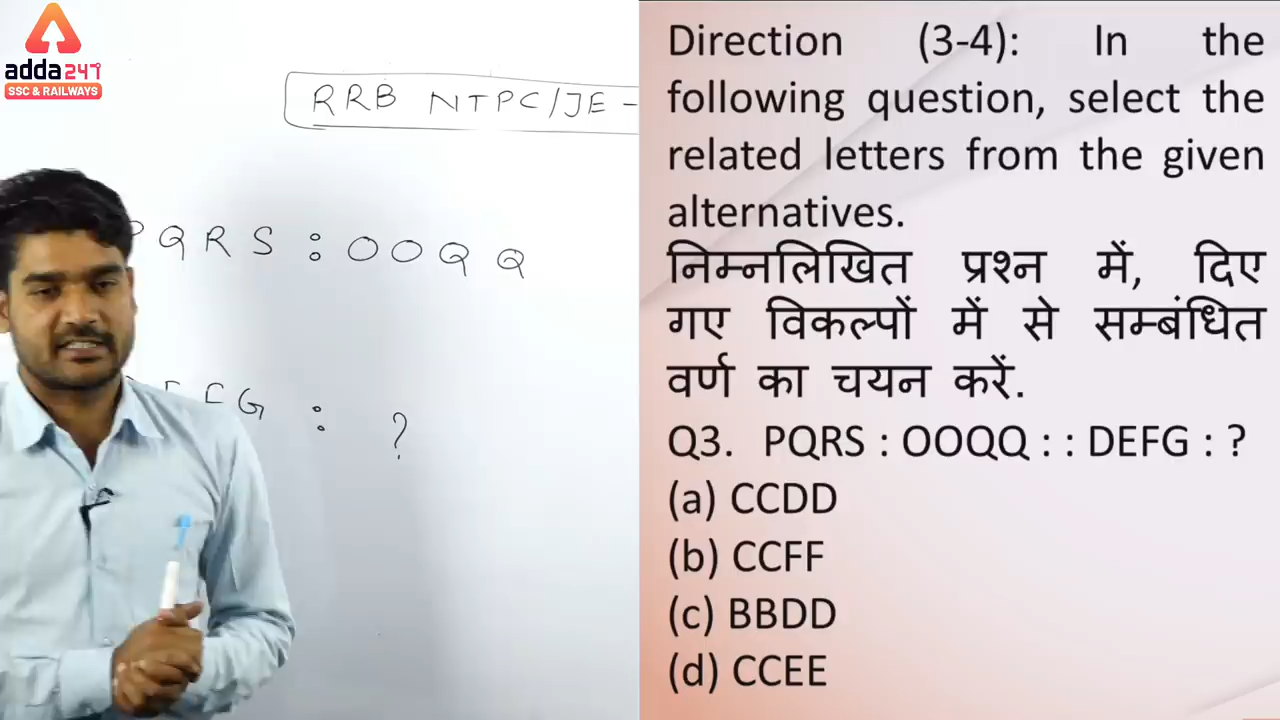 adda247
SSC & RAILWAYS
RRB NTPC/JE -
PQRS : OOQQ
G : ?
Direction (3-4): In the
following question, select the
related letters from the given
alternatives.
निम्नलिखित प्रश्न में, दिए
गए विकल्पों में से सम्बंधित
वर्ण का चयन करें.
Q3. PQRS : OOQQ : : DEFG : ?
(a) CCDD
(b) CCFF
(c) BBDD
(d) CCEE